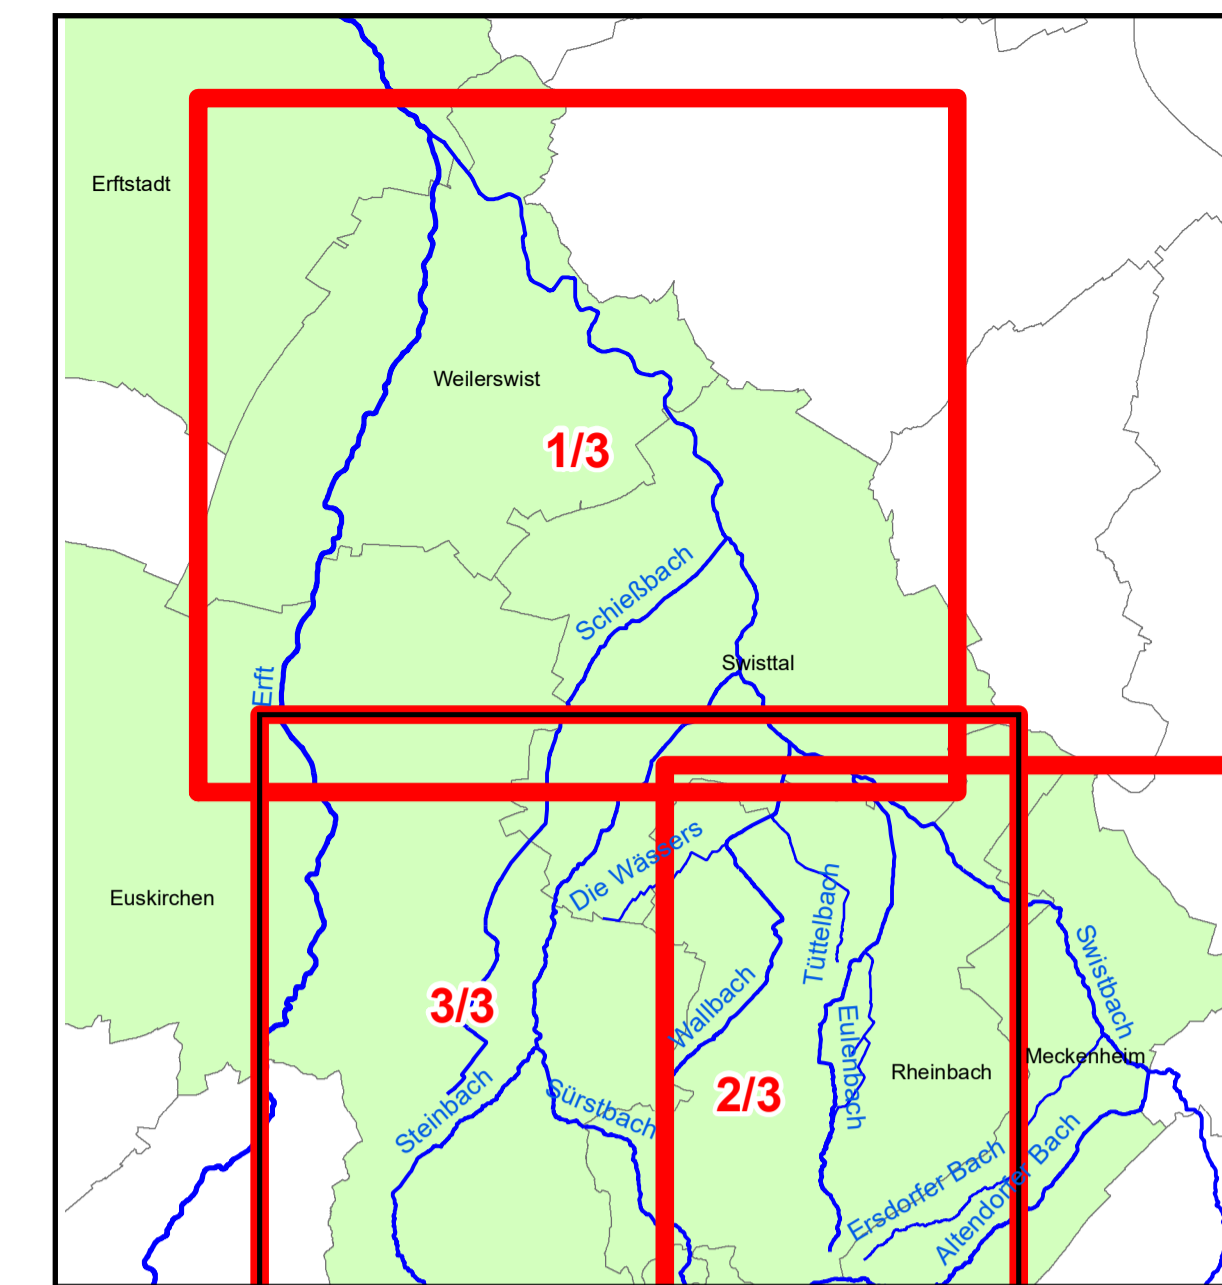 Erftstadt
Weilerswist
1/3
Schießbach
Swisttal
Erft
Die Wässers
Euskirchen
Tüttelbach
Swistbach
3/3
Wallbach
Eulenbach
Meckenheim
Rheinbach
2/3
Steinbach
Sürstbach
Ersdorfer Bach
Altendorfer Bach